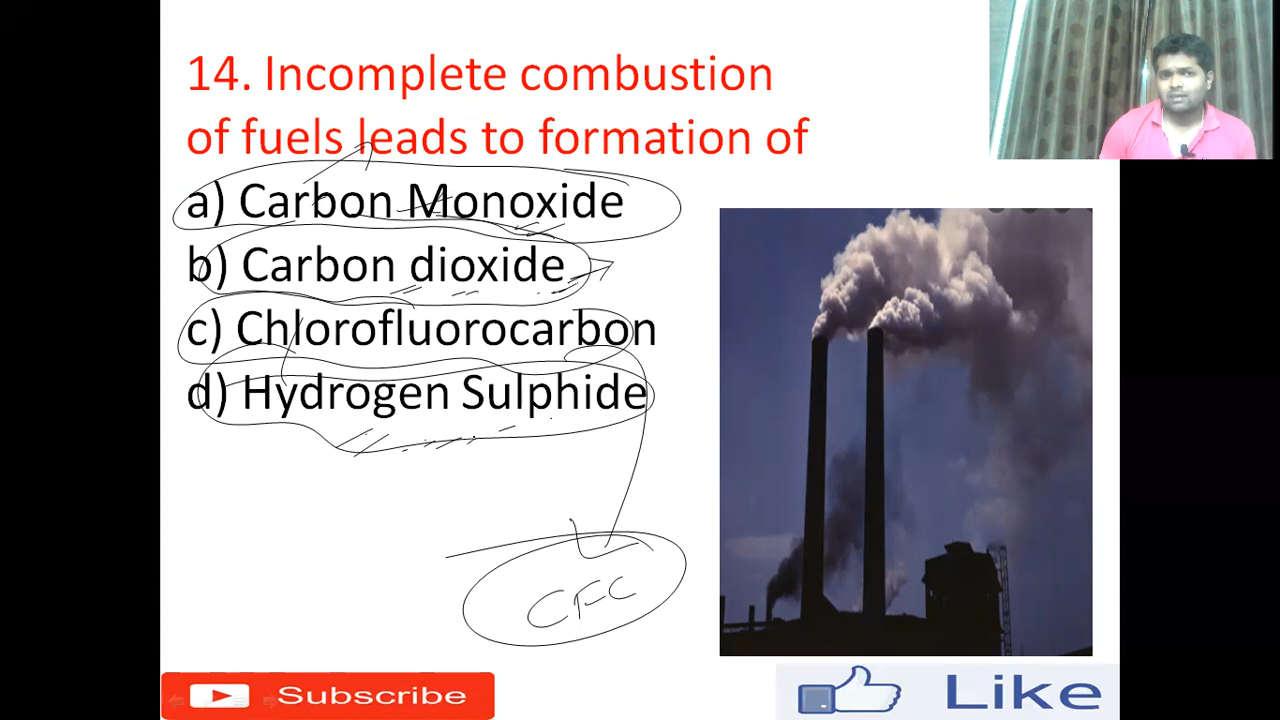 14. Incomplete combustion
of fuels leads to formation of
a) Carbon Monoxide
b) Carbon dioxide
c) Chlorofluorocarbon
d) Hydrogen Sulphide
CFC
Subscribe
Like